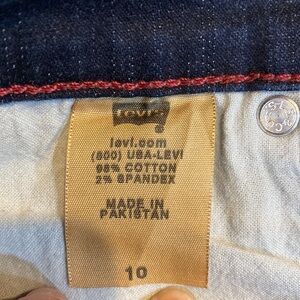 Levi's
levi.com
(800) USA-LEVI
98% COTTON
2% SPANDEX
MADE IN
PAKISTAN
10